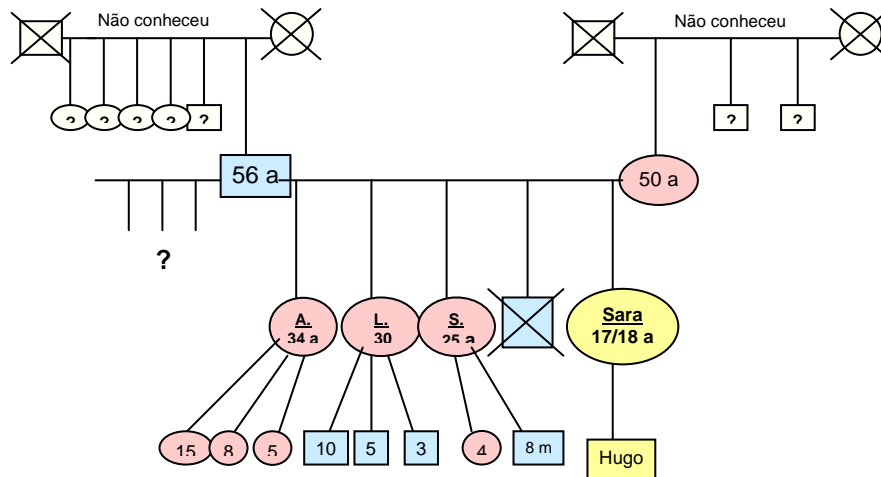 Não conheceu
Não conheceu
? ? ? ? ? ? ?
56 a
50 a
?
A.
34 a
L.
30
S.
25 a
Sara
17/18 a
15 8 5 10 5 3 4 8 m
Hugo